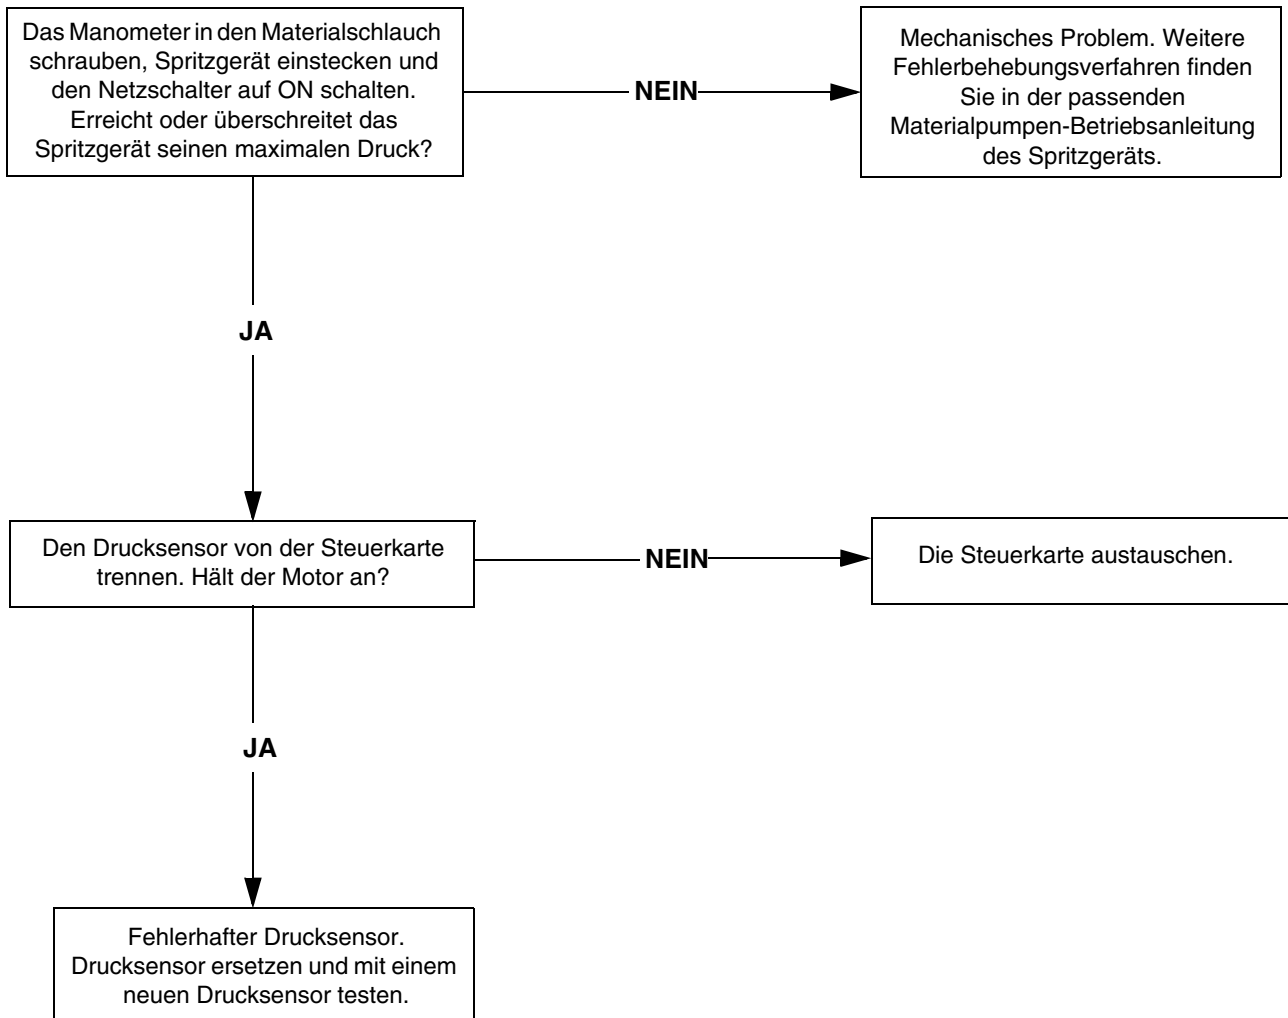 Das Manometer in den Materialschlauch
schrauben, Spritzgerät einstecken und
den Netzschalter auf ON schalten.
Erreicht oder überschreitet das
Spritzgerät seinen maximalen Druck?
NEIN
Mechanisches Problem. Weitere
Fehlerbehebungsverfahren finden
Sie in der passenden
Materialpumpen-Betriebsanleitung
des Spritzgeräts.
JA
Den Drucksensor von der Steuerkarte
trennen. Hält der Motor an?
NEIN
Die Steuerkarte austauschen.
JA
Fehlerhafter Drucksensor.
Drucksensor ersetzen und mit einem
neuen Drucksensor testen.